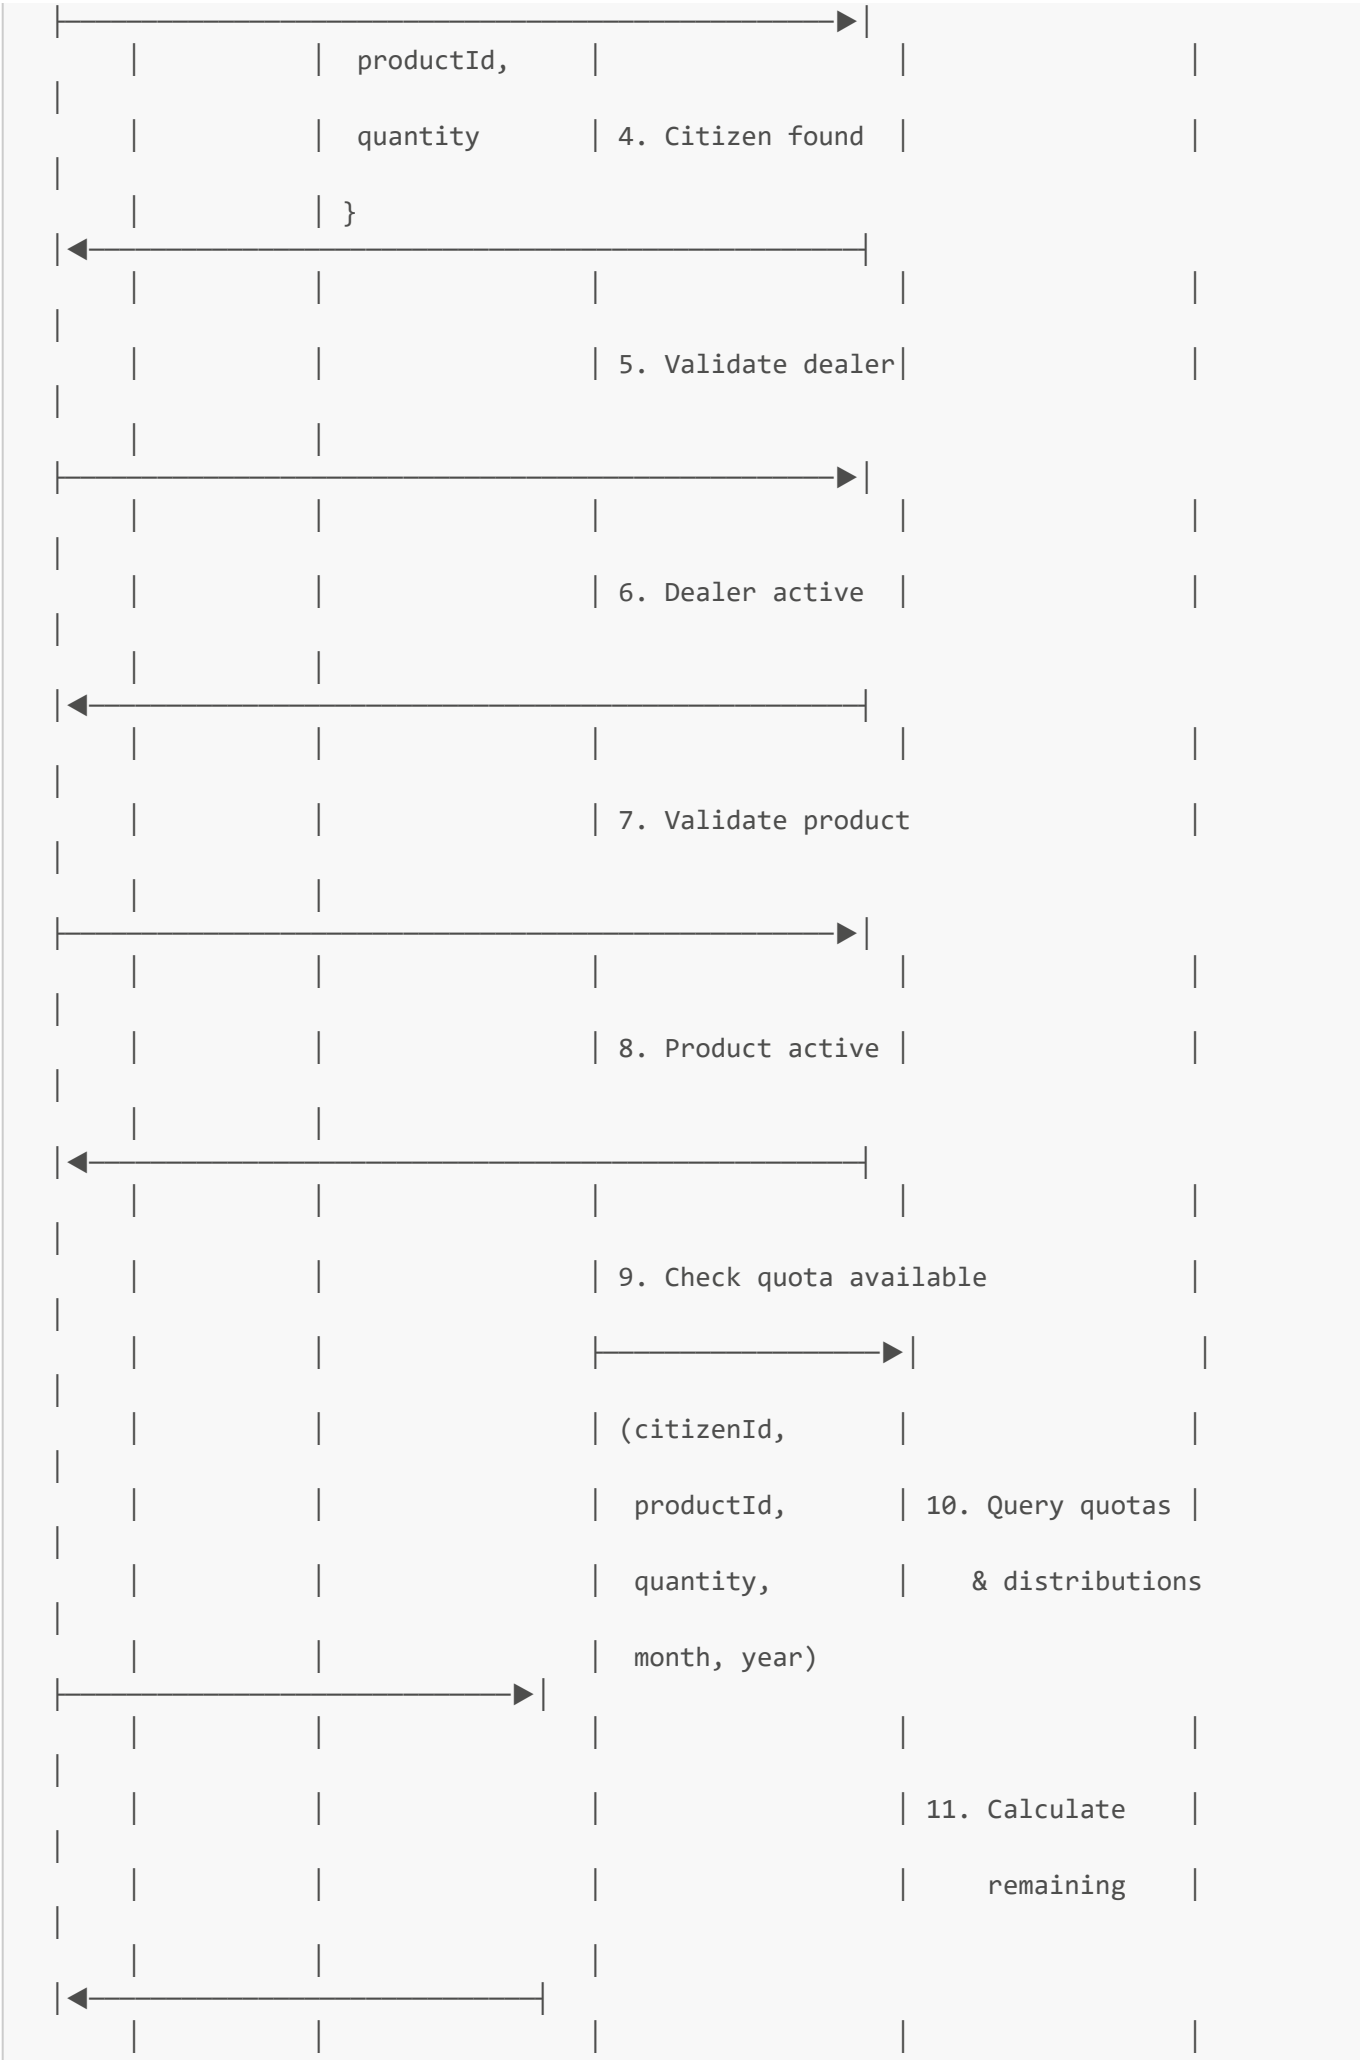 productId,
quantity 4. Citizen found
}
5. Validate dealer
6. Dealer active
7. Validate product
8. Product active
9. Check quota available
(citizenId,
productId, 10. Query quotas
quantity, & distributions
month, year)
11. Calculate
remaining